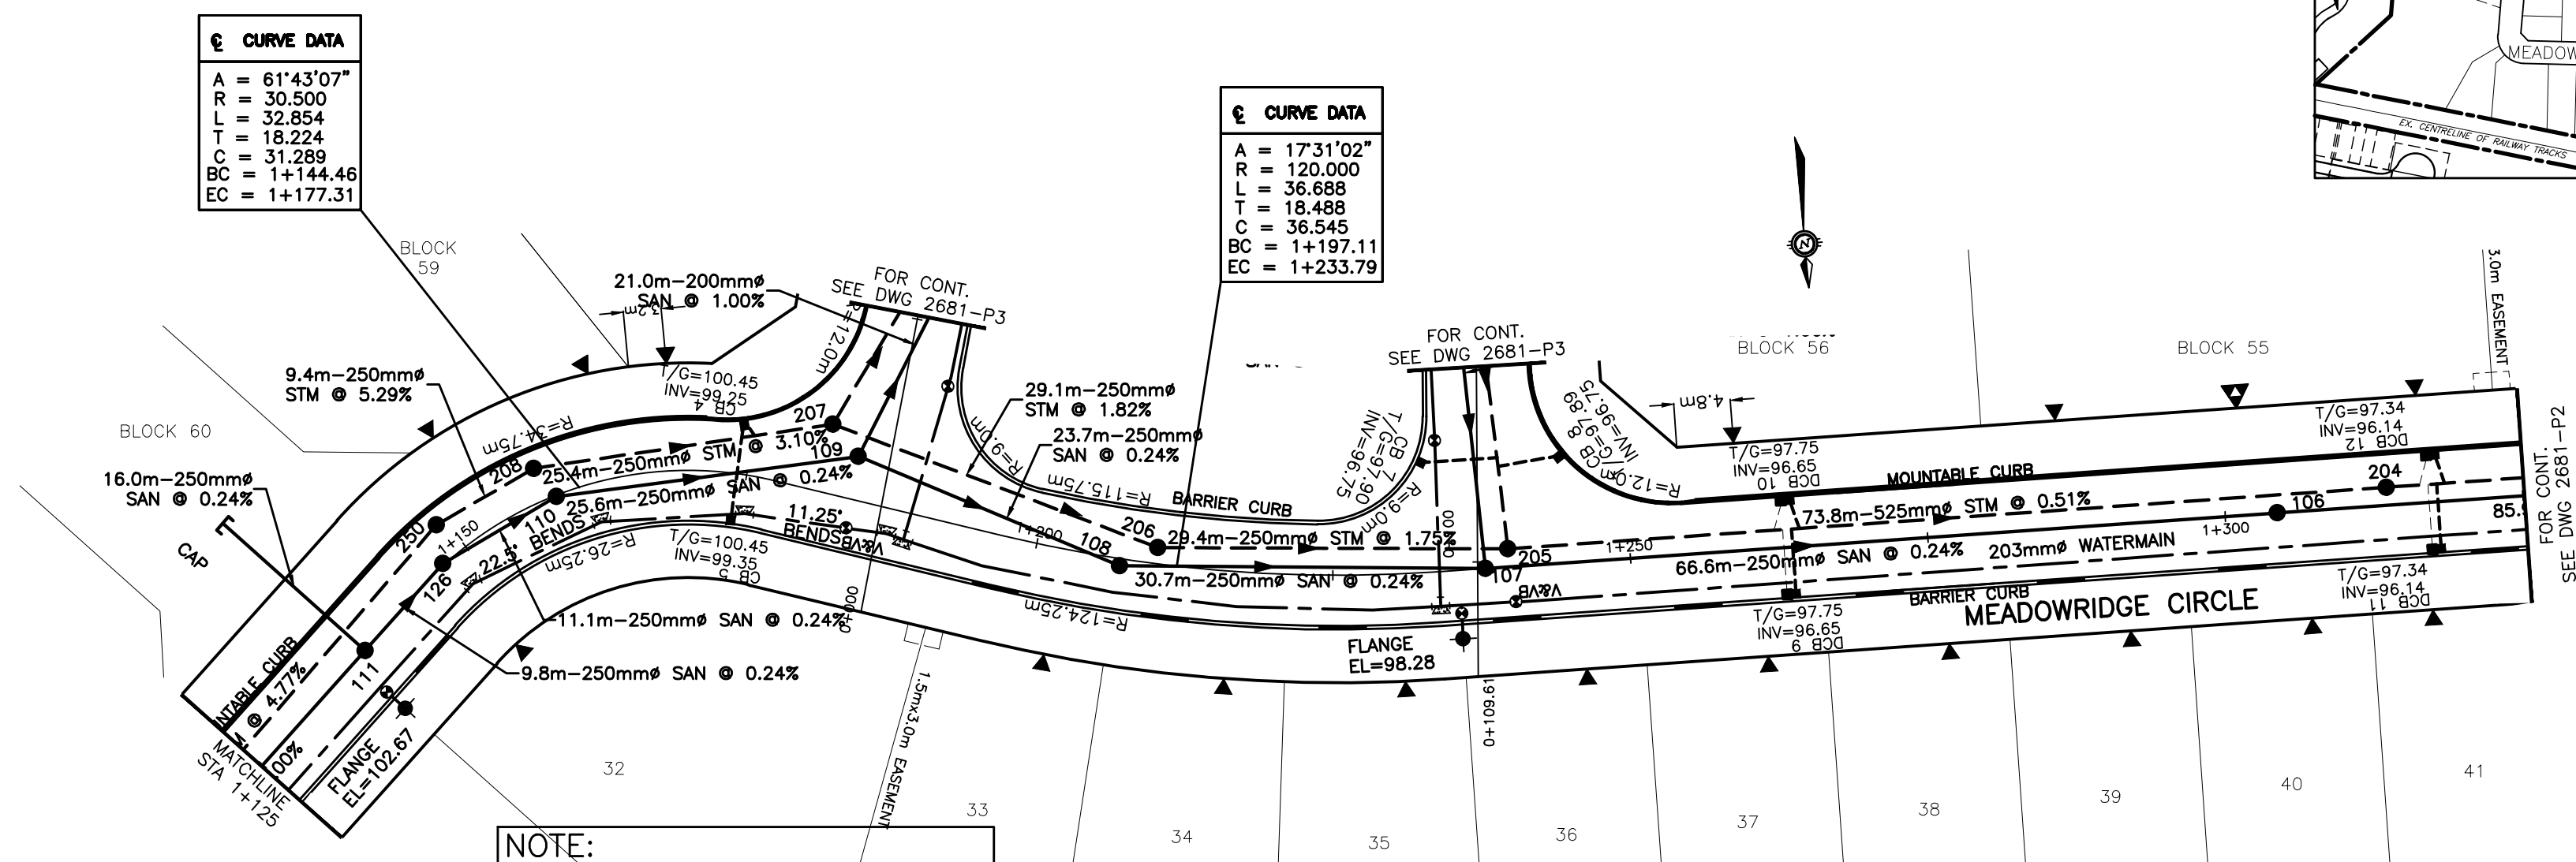 ℄ CURVE DATA
A = 61°43'07"
R = 30.500
L = 32.854
T = 18.224
C = 31.289
BC = 1+144.46
EC = 1+177.31
℄ CURVE DATA
A = 17°31'02"
R = 120.000
L = 36.688
T = 18.488
C = 36.545
BC = 1+197.11
EC = 1+233.79
EX. CENTRELINE OF RAILWAY TRACKS
N
BLOCK
59
BLOCK 60
21.0m-200mmø
SAN @ 1.00%
3.2m
FOR CONT.
SEE DWG 2681-P3
R=12.0m
9.4m-250mmø
STM @ 5.29%
16.0m-250mmø
SAN @ 0.24%
CAP
R=34.75m
T/G=100.45
INV=99.25
CB 4
207
208
25.4m-250mmø STM @ 3.10%
109
25.6m-250mmø SAN @ 0.24%
250
1+150
110
22.5° BENDS
126
R=26.25m
T/G=100.45
INV=99.35
CB 5
11.25°
BENDS
V&VB
11.1m-250mmø SAN @ 0.24%
9.8m-250mmø SAN @ 0.24%
111
@ 4.77%
MATCHLINE
STA 1+125
FLANGE
EL=102.67
0+000
29.1m-250mmø
STM @ 1.82%
23.7m-250mmø
SAN @ 0.24%
R=9.0m
R=115.75m
BARRIER CURB
1+200
206
108
29.4m-250mmø STM @ 1.75%
30.7m-250mmø SAN @ 0.24%
R=124.25m
1.5mx3.0m EASEMENT
FOR CONT.
SEE DWG 2681-P3
CB 7
T/G=97.90
INV=96.75
R=9.0m
CB 8
T/G=97.89
INV=96.75
R=12.0m
205
107
V&VB
FLANGE
EL=98.28
0+109.61
1+250
BLOCK 56
4.8m
T/G=97.75
INV=96.65
DCB 10
MOUNTABLE CURB
73.8m-525mmø STM @ 0.51%
66.6m-250mmø SAN @ 0.24%
203mmø WATERMAIN
1+300
BARRIER CURB
MEADOWRIDGE CIRCLE
T/G=97.75
INV=96.65
DCB 9
BLOCK 55
3.0m EASEMENT
T/G=97.34
INV=96.14
DCB 12
204
106
T/G=97.34
INV=96.14
DCB 11
FOR CONT.
SEE DWG 2681-P2
32
33
34
35
36
37
38
39
40
41
NOTE: